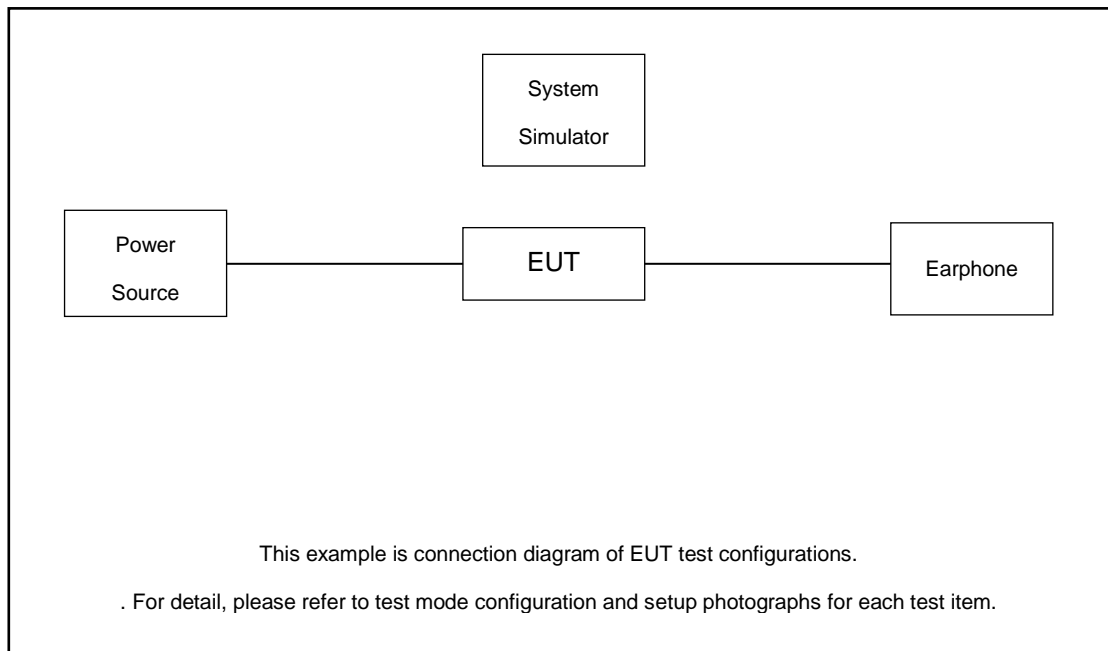 System
Simulator
Power
Source
EUT
Earphone
This example is connection diagram of EUT test configurations.
. For detail, please refer to test mode configuration and setup photographs for each test item.